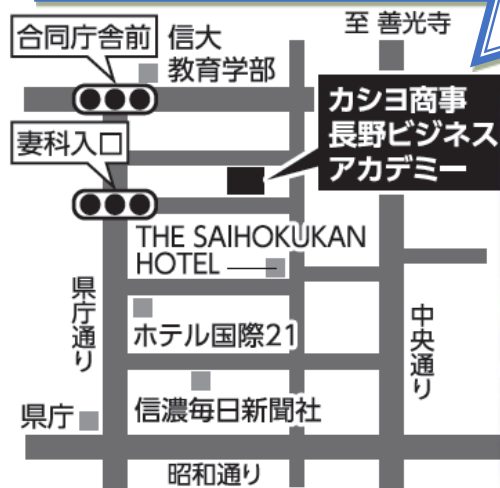 合同庁舎前
信大
教育学部
至 善光寺
カシヨ商事
長野ビジネス
アカデミー
妻科入口
THE SAIHOKUKAN
HOTEL
県庁通り
ホテル国際21
中央通り
信濃毎日新聞社
県庁
昭和通り